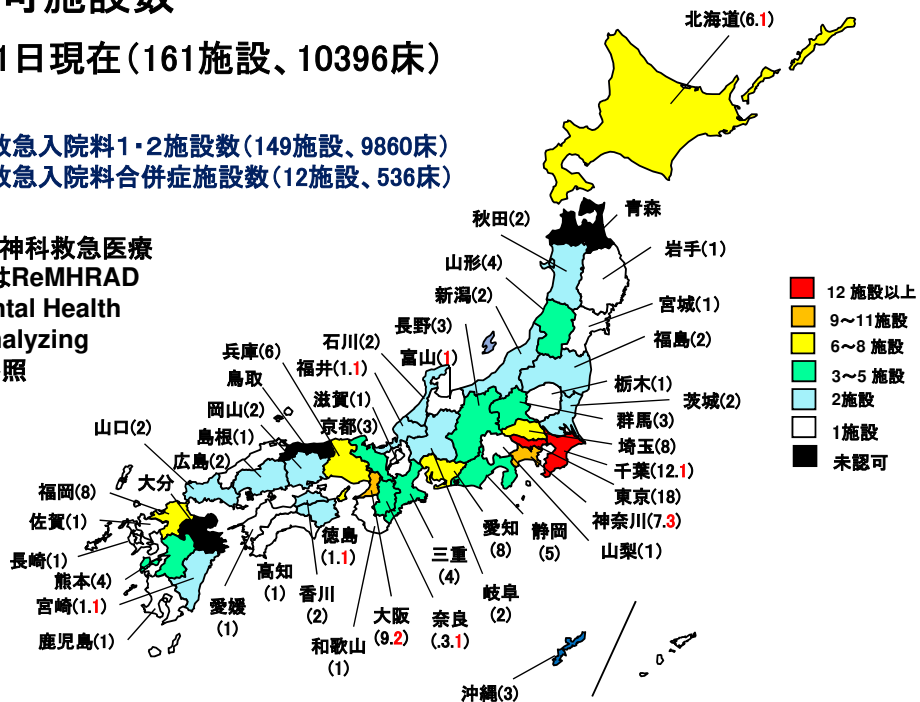 可施設数
1日現在（161施設、10396床）
救急入院料１・２施設数（149施設、9860床）
救急入院料合併症施設数（12施設、536床）
神科救急医療
はReMHRAD
ntal Health
nalyzing
照
北海道(6.1)
青森
秋田(2)
岩手(1)
山形(4)
新潟(2)
宮城(1)
長野(3)
石川(2)
福島(2)
兵庫(6)
富山(1)
福井(1.1)
鳥取
栃木(1)
滋賀(1)
茨城(2)
岡山(2)
群馬(3)
京都(3)
山口(2)
島根(1)
埼玉(8)
広島(2)
千葉(12.1)
大分
福岡(8)
東京(18)
佐賀(1)
神奈川(7.3)
愛知
(8)
静岡
(5)
徳島
(1.1)
山梨(1)
長崎(1)
三重
(4)
熊本(4)
高知
(1)
香川
(2)
岐阜
(2)
宮崎(1.1)
愛媛
(1)
大阪
(9.2)
奈良
(.3.1)
鹿児島(1)
和歌山
(1)
沖縄(3)
12 施設以上
9～11施設
6～8 施設
3～5 施設
2施設
1施設
未認可